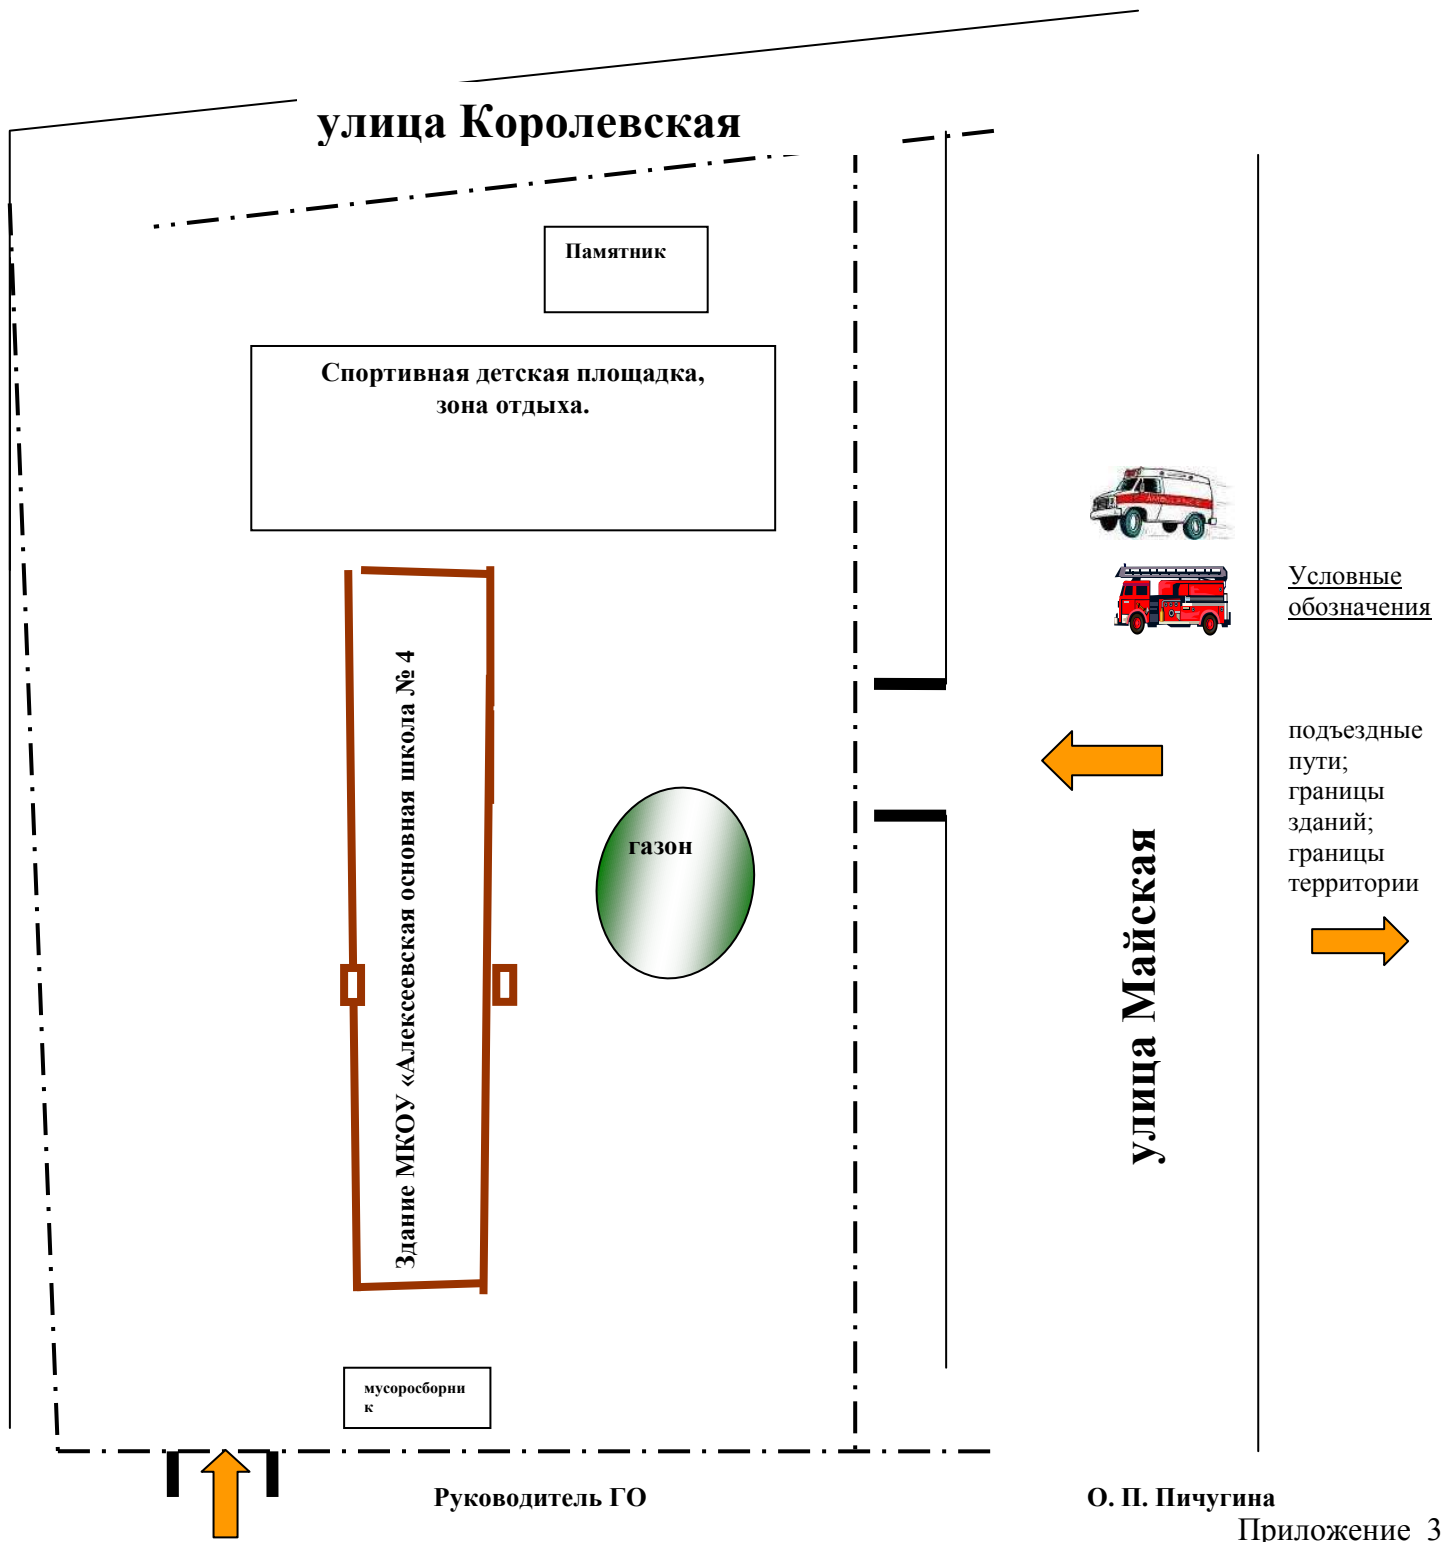 улица Королевская
Памятник
Спортивная детская площадка,
зона отдыха.
AMBULANCE
Условные
обозначения
Здание МКОУ «Алексеевская основная школа № 4
подъездные
пути;
границы
зданий;
границы
территории
газон
улица Майская
мусоросборни
к
Руководитель ГО
О. П. Пичугина
Приложение 3